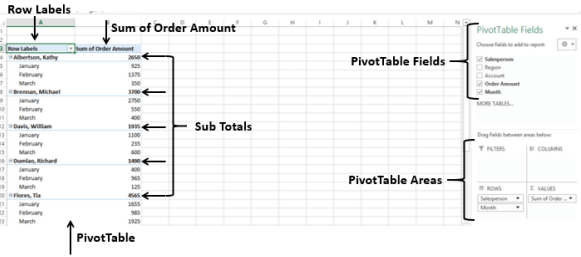 Row Labels
Sum of Order Amount
A B C D E F G H I J K L M N
3 Row Labels Sum of Order Amount
4 Albertson, Kathy 2650
5 January 925
6 February 1375
7 March 350
8 Brennan, Michael 3700
9 January 2750
10 February 550
11 March 400
12 Davis, William 1935
13 January 1100
14 February 235
15 March 600
16 Dumlao, Richard 1490
17 January 400
18 February 965
19 March 125
20 Flores, Tia 4565
21 January 1655
22 February 985
23 March 1925
Sub Totals
PivotTable
PivotTable Fields
PivotTable Areas
PivotTable Fields
Choose fields to add to report:
Salesperson
Region
Account
Order Amount
Month
MORE TABLES...
Drag fields between areas below:
FILTERS
COLUMNS
ROWS
Salesperson
Month
Σ VALUES
Sum of Order ...